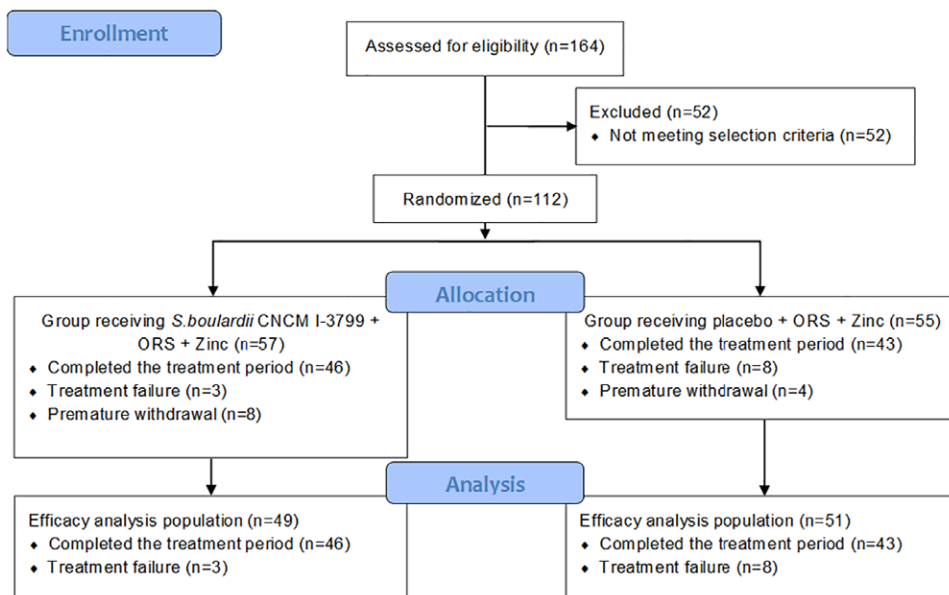 Enrollment
Assessed for eligibility (n=164)
Excluded (n=52)
♦ Not meeting selection criteria (n=52)
Randomized (n=112)
Allocation
Group receiving S.boulardii CNCM I-3799 +
ORS + Zinc (n=57)
♦ Completed the treatment period (n=46)
♦ Treatment failure (n=3)
♦ Premature withdrawal (n=8)
Group receiving placebo + ORS + Zinc (n=55)
♦ Completed the treatment period (n=43)
♦ Treatment failure (n=8)
♦ Premature withdrawal (n=4)
Analysis
Efficacy analysis population (n=49)
♦ Completed the treatment period (n=46)
♦ Treatment failure (n=3)
Efficacy analysis population (n=51)
♦ Completed the treatment period (n=43)
♦ Treatment failure (n=8)